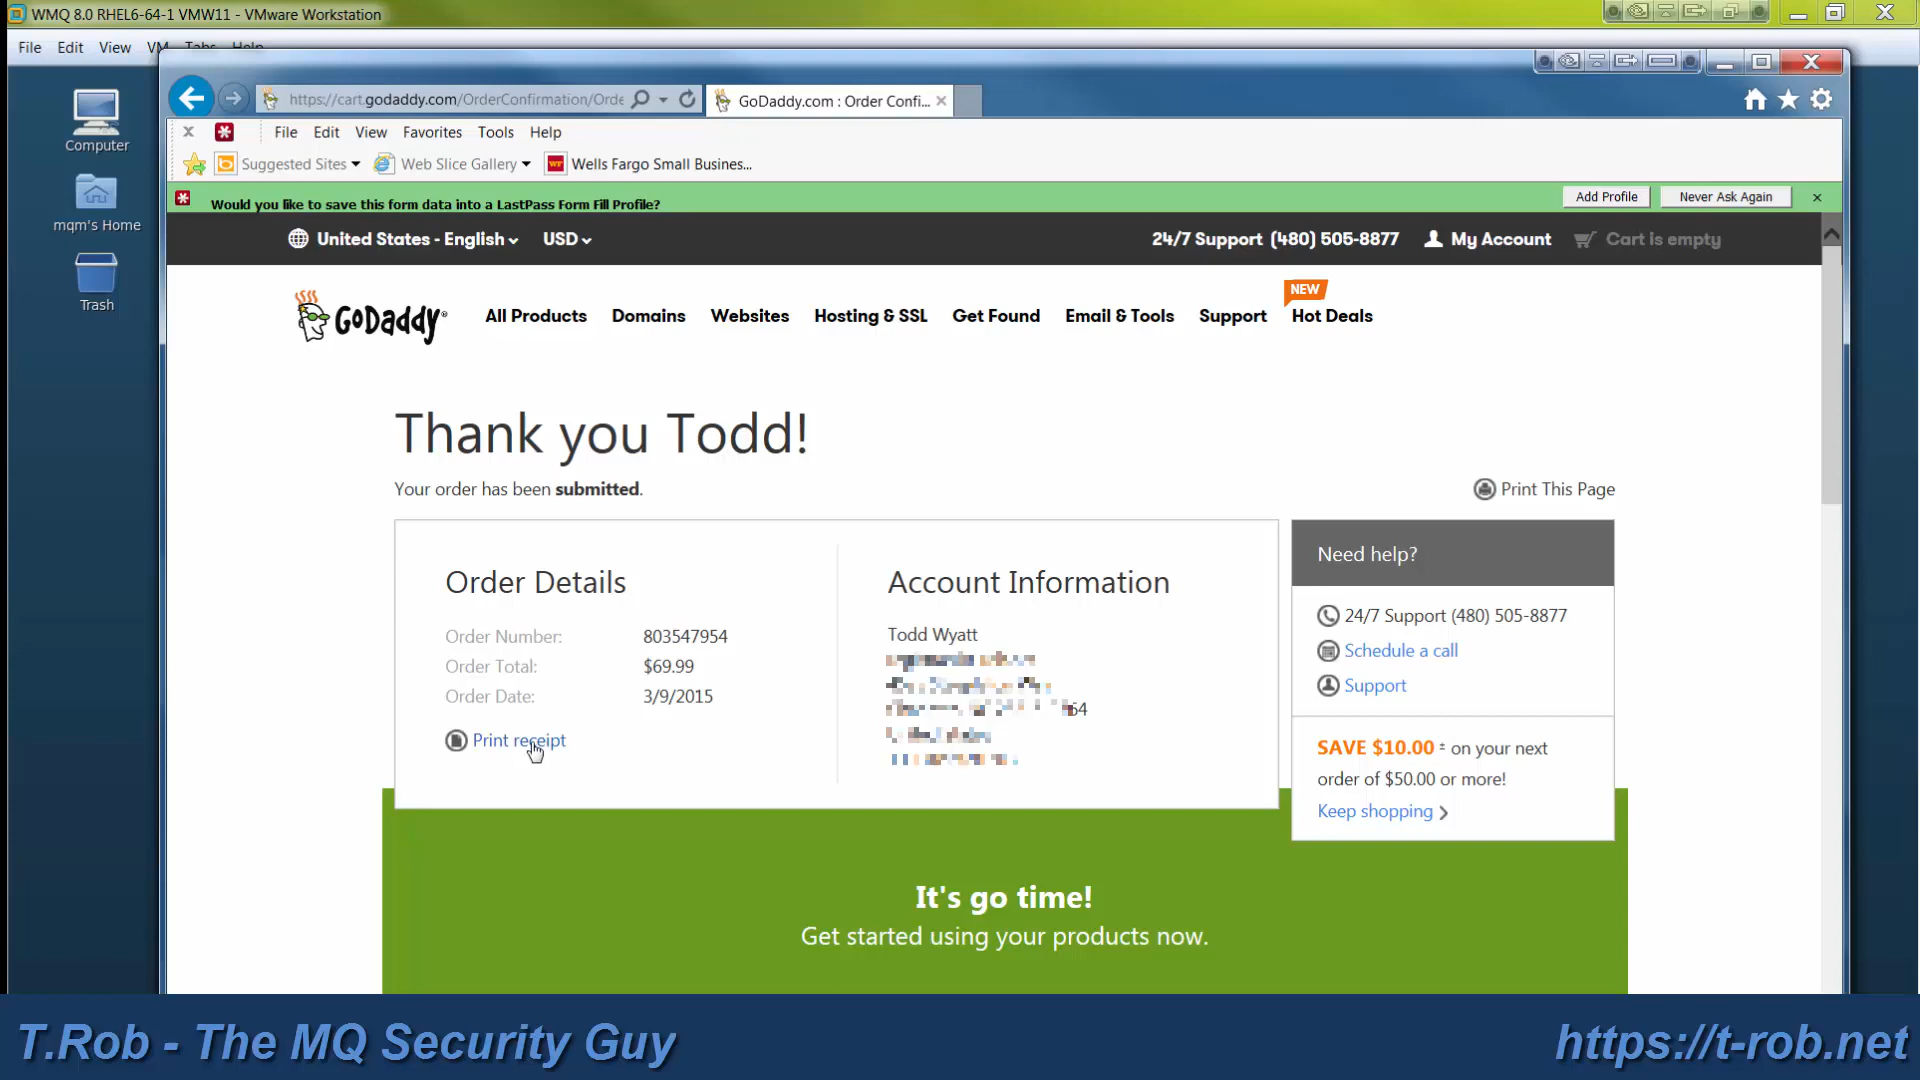 WMQ 8.0 RHEL6-64-1 VMW11 - VMware Workstation
File Edit View VM Tabs Help
https://cart.godaddy.com/OrderConfirmation/Orde
GoDaddy.com : Order Confi...
File Edit View Favorites Tools Help
Suggested Sites Web Slice Gallery Wells Fargo Small Busines...
Would you like to save this form data into a LastPass Form Fill Profile? Add Profile Never Ask Again
United States - English USD 24/7 Support (480) 505-8877 My Account Cart is empty
NEW
GoDaddy All Products Domains Websites Hosting & SSL Get Found Email & Tools Support Hot Deals
Computer
mqm's Home
Trash
Thank you Todd!
Your order has been submitted.
Print This Page
Order Details
Order Number: 803547954
Order Total: $69.99
Order Date: 3/9/2015
Print receipt
Account Information
Todd Wyatt
64
Need help?
24/7 Support (480) 505-8877
Schedule a call
Support
SAVE $10.00 * on your next
order of $50.00 or more!
Keep shopping
It's go time!
Get started using your products now.
T.Rob - The MQ Security Guy
https://t-rob.net